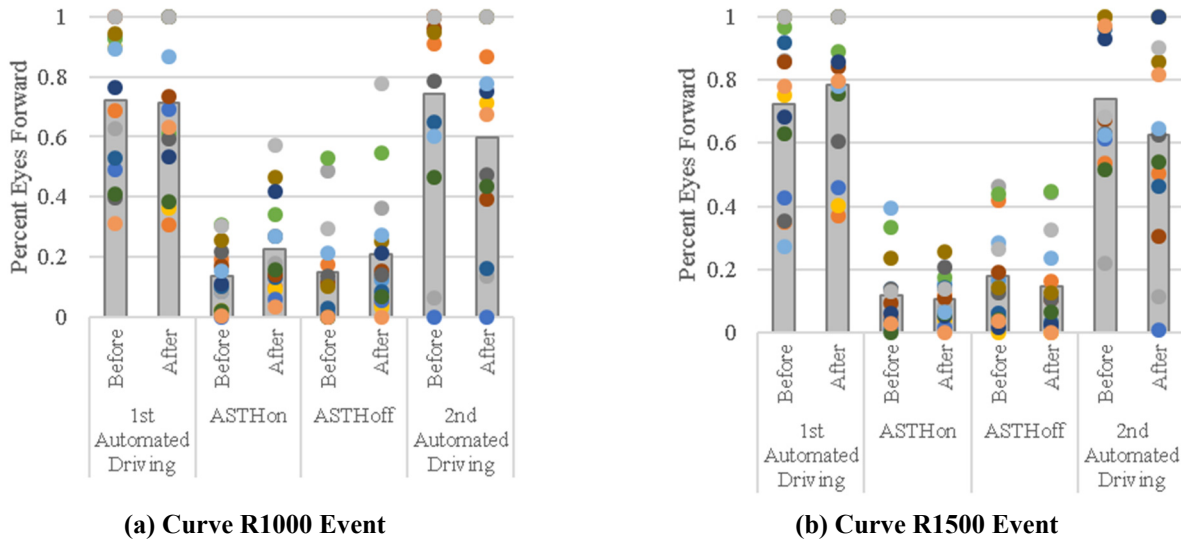 Percent Eyes Forward
1
0.8
0.6
0.4
0.2
0
Before
After
Before
After
Before
After
Before
After
1st
Automated
Driving
ASTHon
ASTHoff
2nd
Automated
Driving
(a) Curve R1000 Event
Percent Eyes Forward
1
0.8
0.6
0.4
0.2
0
Before
After
Before
After
Before
After
Before
After
1st
Automated
Driving
ASTHon
ASTHoff
2nd
Automated
Driving
(b) Curve R1500 Event